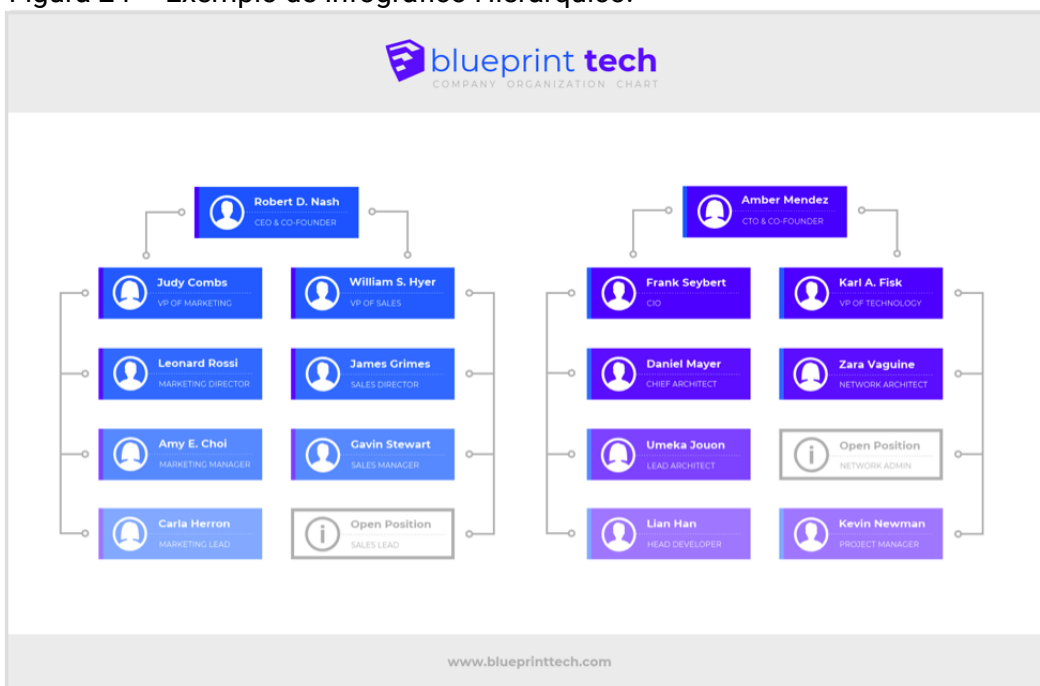 Figura 24 – Exemplo de Infográfico Hierárquico.
blueprint tech
COMPANY ORGANIZATION CHART
Robert D. Nash
CEO & CO-FOUNDER
Amber Mendez
CTO & CO-FOUNDER
Judy Combs
VP OF MARKETING
William S. Hyer
VP OF SALES
Frank Seybert
CIO
Karl A. Fisk
VP OF TECHNOLOGY
Leonard Rossi
MARKETING DIRECTOR
James Grimes
SALES DIRECTOR
Daniel Mayer
CHIEF ARCHITECT
Zara Vaguine
NETWORK ARCHITECT
Amy E. Choi
MARKETING MANAGER
Gavin Stewart
SALES MANAGER
Umeka Jouon
LEAD ARCHITECT
Open Position
NETWORK ADMIN
Carla Herron
MARKETING LEAD
Open Position
SALES LEAD
Lian Han
HEAD DEVELOPER
Kevin Newman
PROJECT MANAGER
www.blueprinttech.com